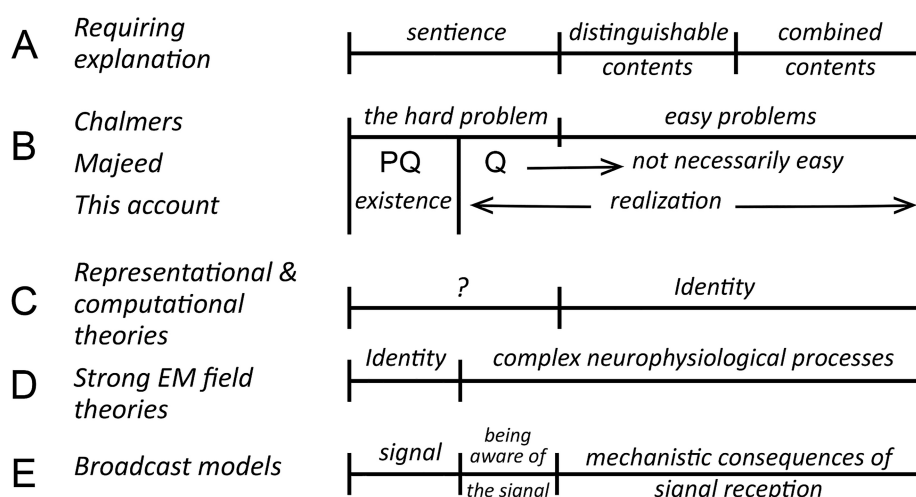 A
Requiring
explanation
sentience
distinguishable
contents
combined
contents
B
Chalmers
the hard problem
easy problems
Majeed
PQ
Q
not necessarily easy
This account
existence
realization
C
Representational &
computational
theories
?
Identity
D
Strong EM field
theories
Identity
complex neurophysiological processes
E
Broadcast models
signal
being
aware of
the signal
mechanistic consequences of
signal reception